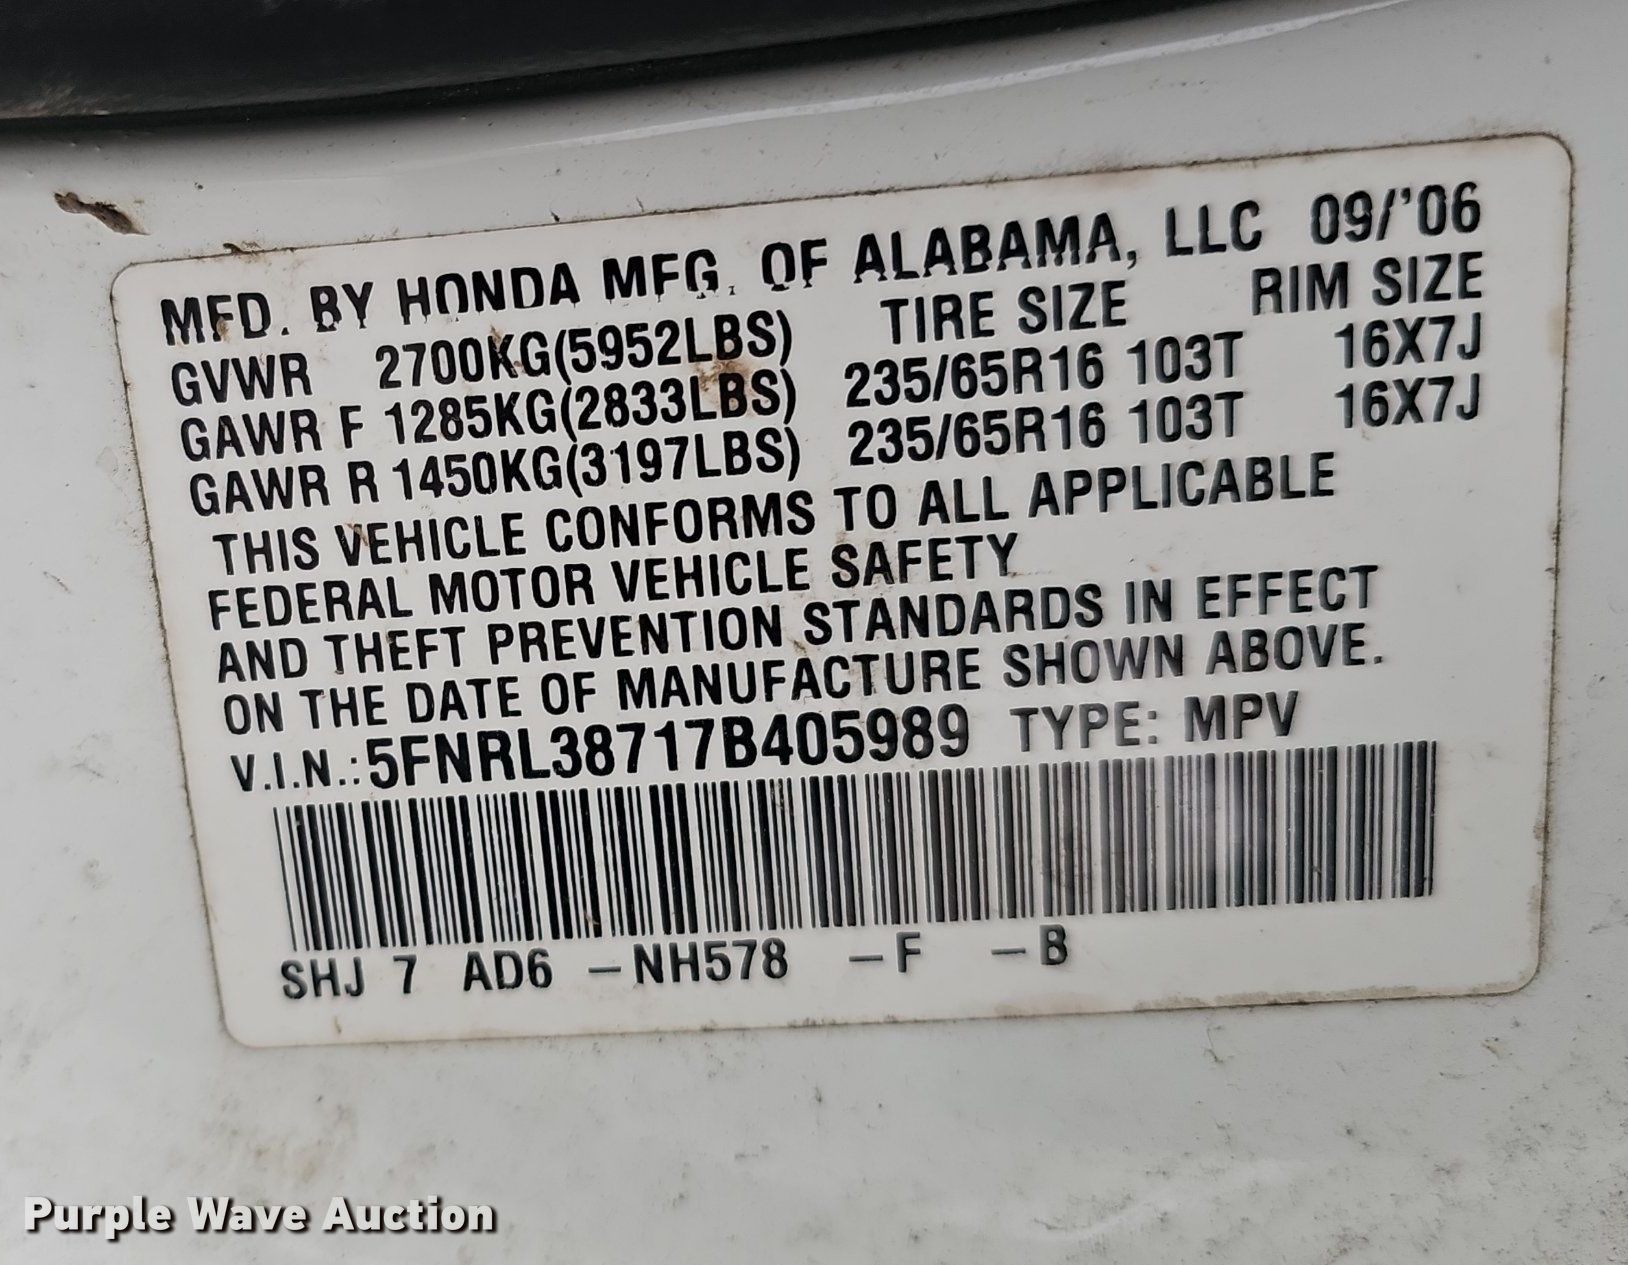 MFD. BY HONDA MFG. OF ALABAMA, LLC 09/'06
GVWR 2700KG(5952LBS) TIRE SIZE RIM SIZE
GAWR F 1285KG(2833LBS) 235/65R16 103T 16X7J
GAWR R 1450KG(3197LBS) 235/65R16 103T 16X7J
THIS VEHICLE CONFORMS TO ALL APPLICABLE
FEDERAL MOTOR VEHICLE SAFETY
AND THEFT PREVENTION STANDARDS IN EFFECT
ON THE DATE OF MANUFACTURE SHOWN ABOVE.
V.I.N.:5FNRL38717B405989 TYPE: MPV
SHJ 7 AD6 –NH578 –F –B
Purple Wave Auction